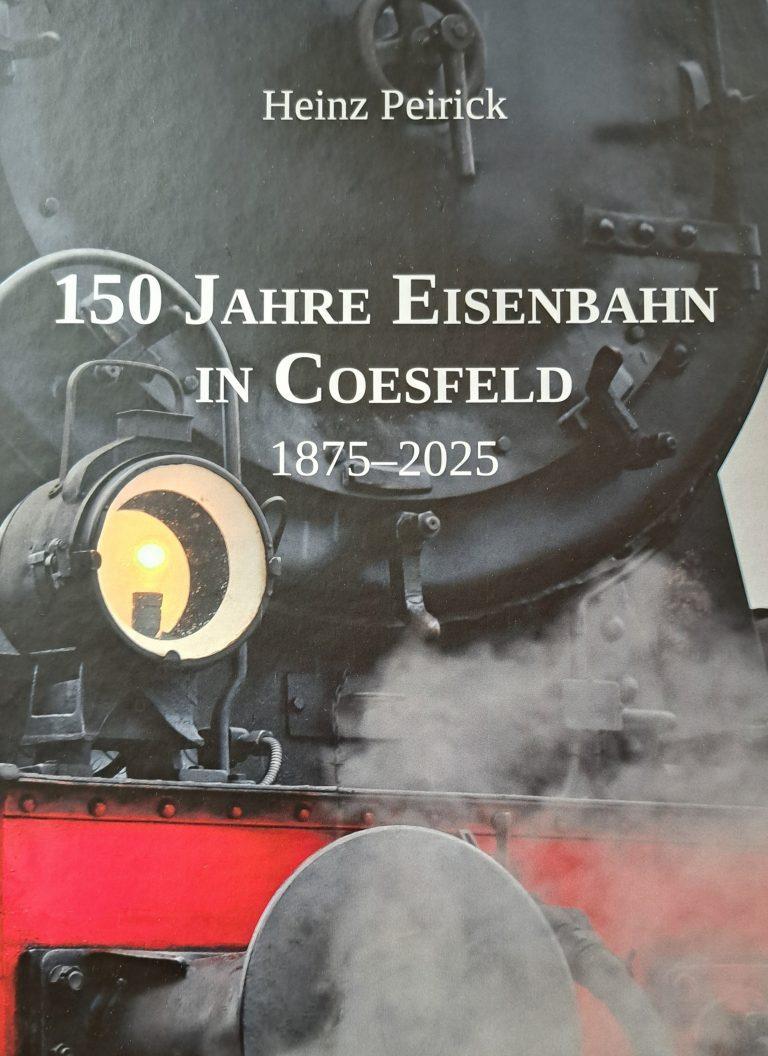 Heinz Peirick
150 Jahre Eisenbahn
in Coesfeld
1875–2025